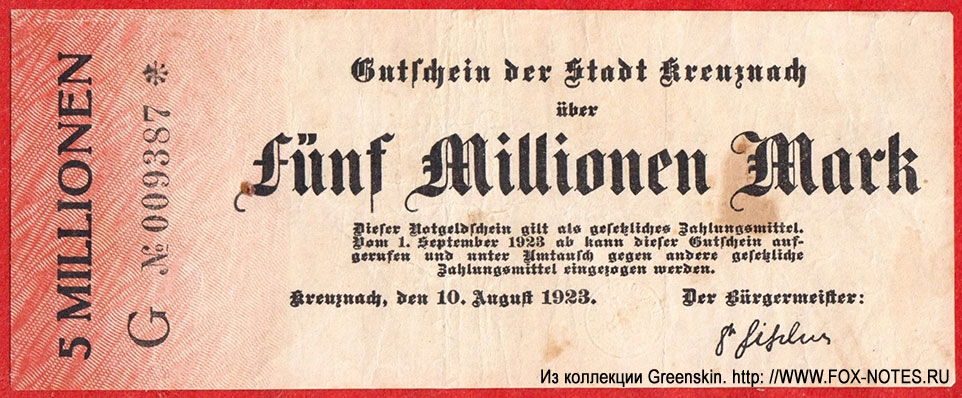 5 MILLIONEN
G № 009387 *
Gutschein der Stadt Kreuznach
über
Fünf Millionen Mark
Dieser Notgeldschein gilt als gesetzliches Zahlungsmittel.
Vom 1. September 1923 ab kann dieser Gutschein auf-
gerufen und unter Umtausch gegen andere gesetzliche
Zahlungsmittel eingezogen werden.
Kreuznach, den 10. August 1923.
Der Bürgermeister:
Fischer
Из коллекции Greenskin. http: //WWW.FOX-NOTES.RU